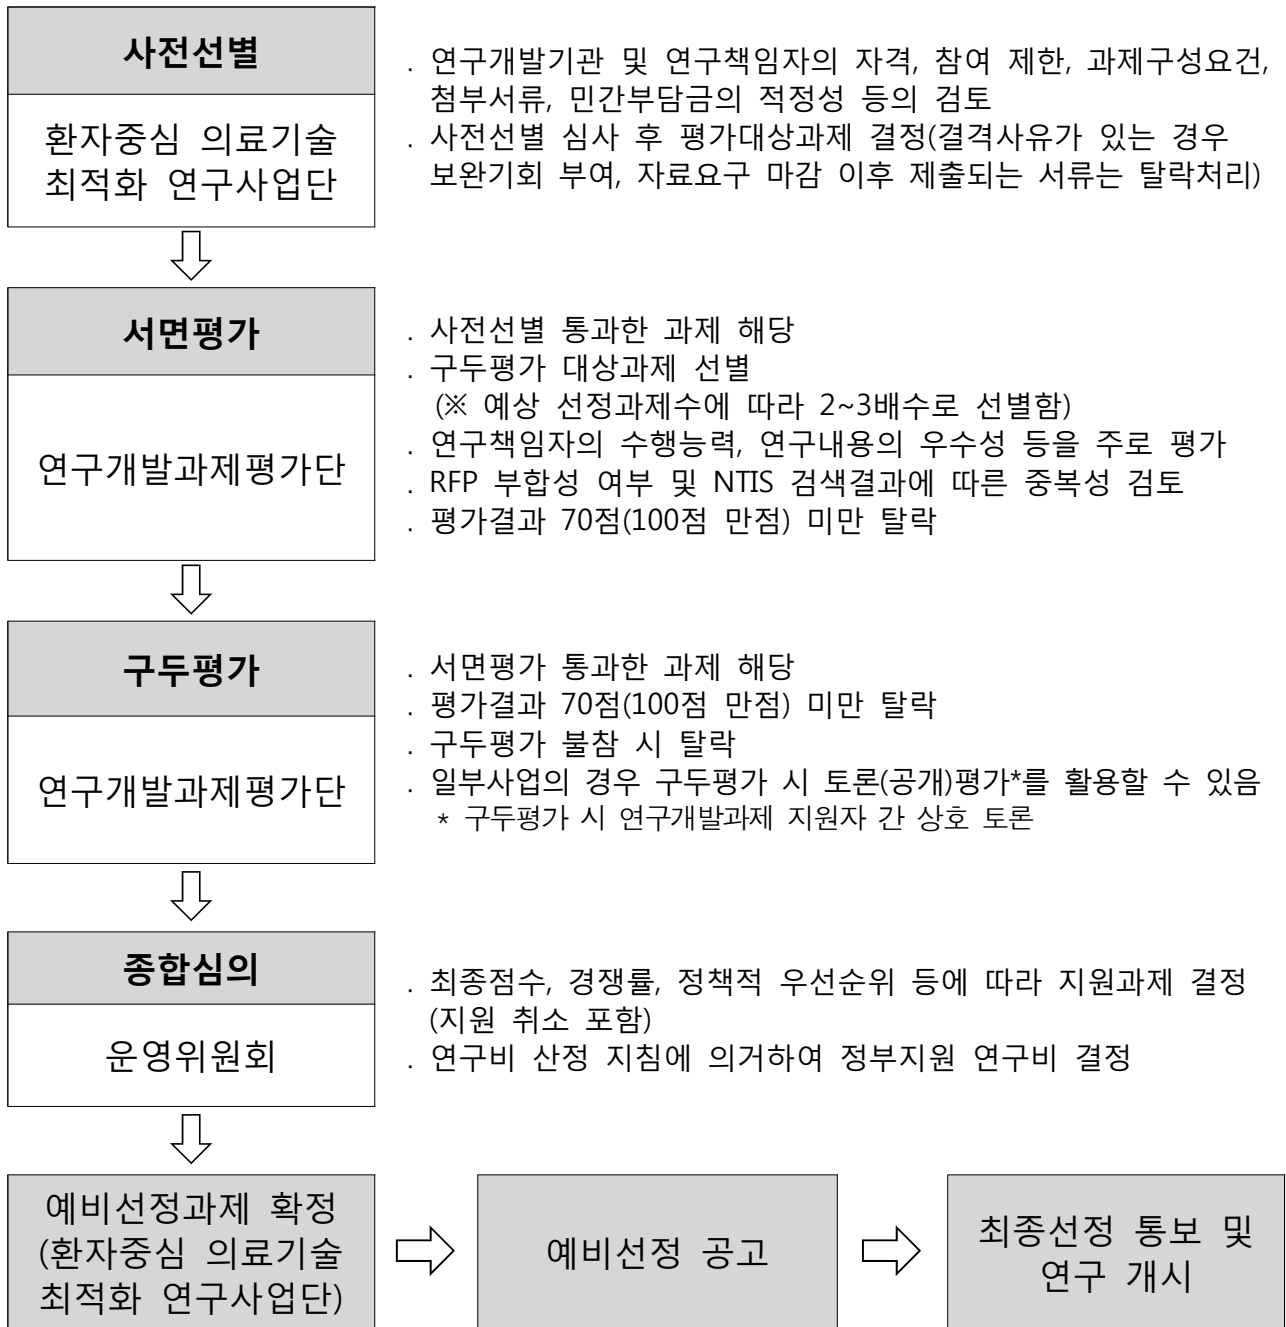 사전선별
환자중심 의료기술
최적화 연구사업단
. 연구개발기관 및 연구책임자의 자격, 참여 제한, 과제구성요건,
첨부서류, 민간부담금의 적정성 등의 검토
. 사전선별 심사 후 평가대상과제 결정(결격사유가 있는 경우
보완기회 부여, 자료요구 마감 이후 제출되는 서류는 탈락처리)
서면평가
연구개발과제평가단
. 사전선별 통과한 과제 해당
. 구두평가 대상과제 선별
(※ 예상 선정과제수에 따라 2~3배수로 선별함)
. 연구책임자의 수행능력, 연구내용의 우수성 등을 주로 평가
. RFP 부합성 여부 및 NTIS 검색결과에 따른 중복성 검토
. 평가결과 70점(100점 만점) 미만 탈락
구두평가
연구개발과제평가단
. 서면평가 통과한 과제 해당
. 평가결과 70점(100점 만점) 미만 탈락
. 구두평가 불참 시 탈락
. 일부사업의 경우 구두평가 시 토론(공개)평가*를 활용할 수 있음
* 구두평가 시 연구개발과제 지원자 간 상호 토론
종합심의
운영위원회
. 최종점수, 경쟁률, 정책적 우선순위 등에 따라 지원과제 결정
(지원 취소 포함)
. 연구비 산정 지침에 의거하여 정부지원 연구비 결정
예비선정과제 확정
(환자중심 의료기술
최적화 연구사업단)
예비선정 공고
최종선정 통보 및
연구 개시